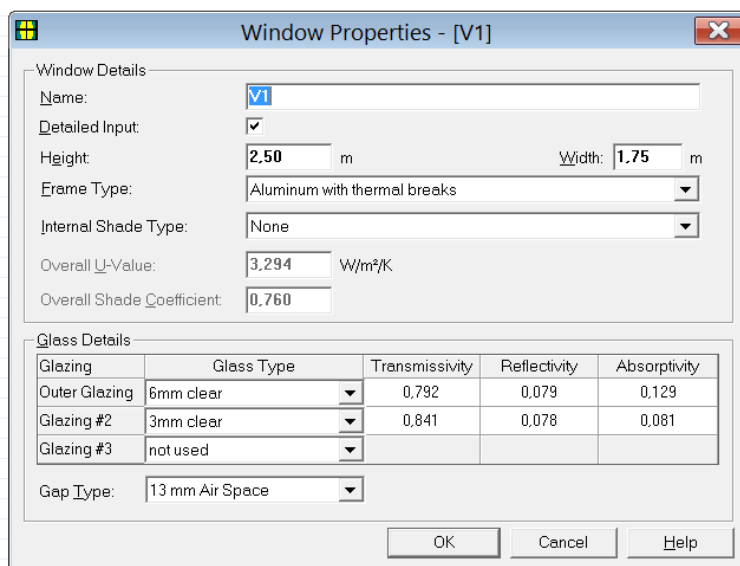 Window Properties - [V1]
Window Details
Name: V1
Detailed Input:
Height: 2,50 m Width: 1,75 m
Frame Type: Aluminum with thermal breaks
Internal Shade Type: None
Overall U-Value: 3,294 W/m²/K
Overall Shade Coefficient: 0,760
Glass Details
Glazing Glass Type Transmissivity Reflectivity Absorptivity
Outer Glazing 6mm clear 0,792 0,079 0,129
Glazing #2 3mm clear 0,841 0,078 0,081
Glazing #3 not used
Gap Type: 13 mm Air Space
OK Cancel Help